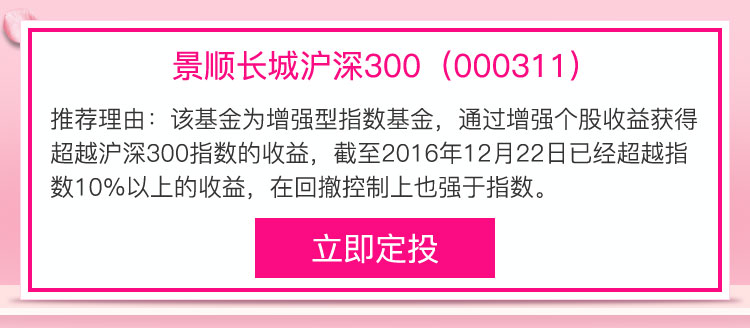 景顺长城沪深300（000311）
推荐理由：该基金为增强型指数基金，通过增强个股收益获得
超越沪深300指数的收益，截至2016年12月22日已经超越指
数10%以上的收益，在回撤控制上也强于指数。
立即定投